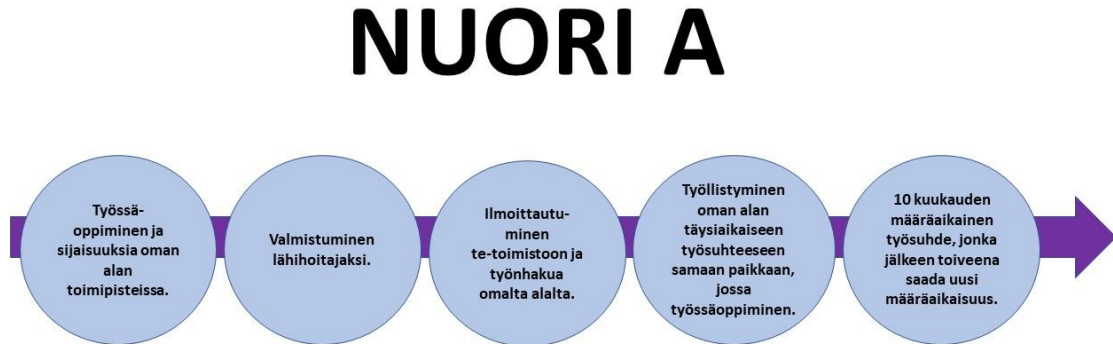 NUORI A
Työssä-
oppiminen ja
sijaisuuksia oman
alan
toimipisteissa.
Valmistuminen
lähihoitajaksi.
Ilmoittautu-
minen
te-toimistoon ja
työnhakua
omalta alalta.
Työllistyminen
oman alan
täysiaikaiseen
työsuhteeseen
samaan paikkaan,
jossa
työssäoppiminen.
10 kuukauden
määräaikainen
työsuhde, jonka
jälkeen toiveena
saada uusi
määräaikaisuus.